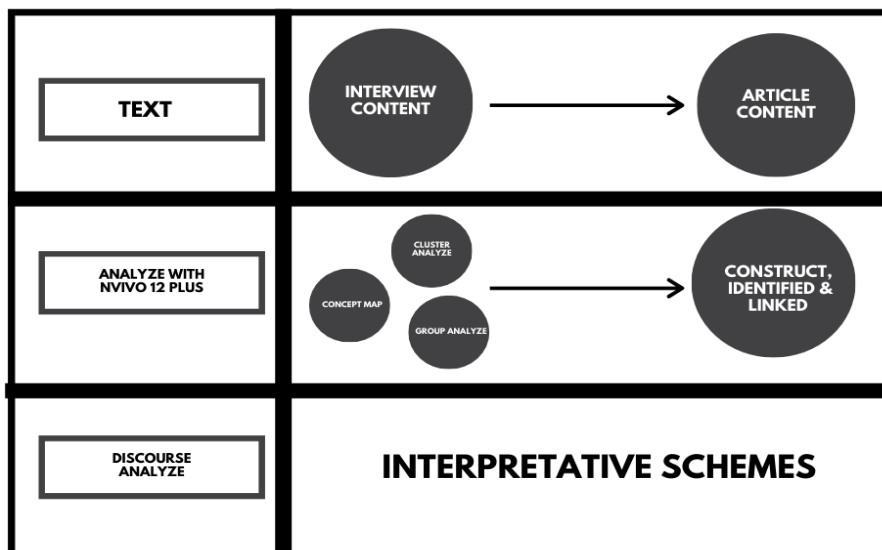 TEXT
INTERVIEW
CONTENT
ARTICLE
CONTENT
ANALYZE WITH
NVIVO 12 PLUS
CLUSTER
ANALYZE
CONCEPT MAP
GROUP ANALYZE
CONSTRUCT,
IDENTIFIED &
LINKED
DISCOURSE
ANALYZE
INTERPRETATIVE SCHEMES